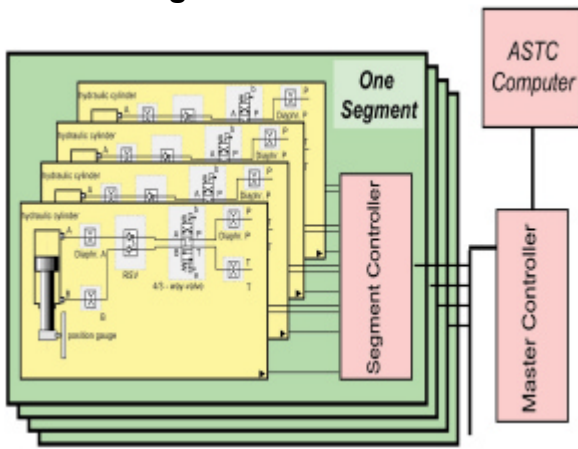 One
Segment
ASTC
Computer
hydraulic cylinder
A
Diaphr. P
P
hydraulic cylinder
A
Diaphr. P
P
T
hydraulic cylinder
A
Diaphr. P
P
T
hydraulic cylinder
A
Diaphr. A
RSV
4/3 - way-valve
Diaphr. P
P
T
T
B
B
position gauge
Segment Controller
Master Controller